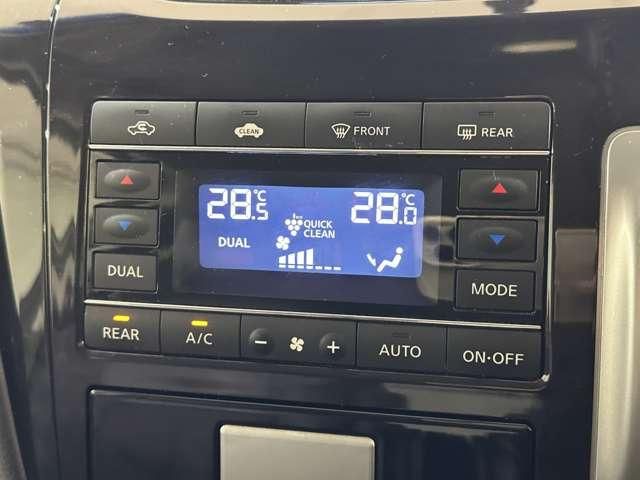 CLEAN
FRONT
REAR
28.5°C
28.0°C
QUICK
CLEAN
DUAL
DUAL
MODE
REAR
A/C
−
+
AUTO
ON·OFF